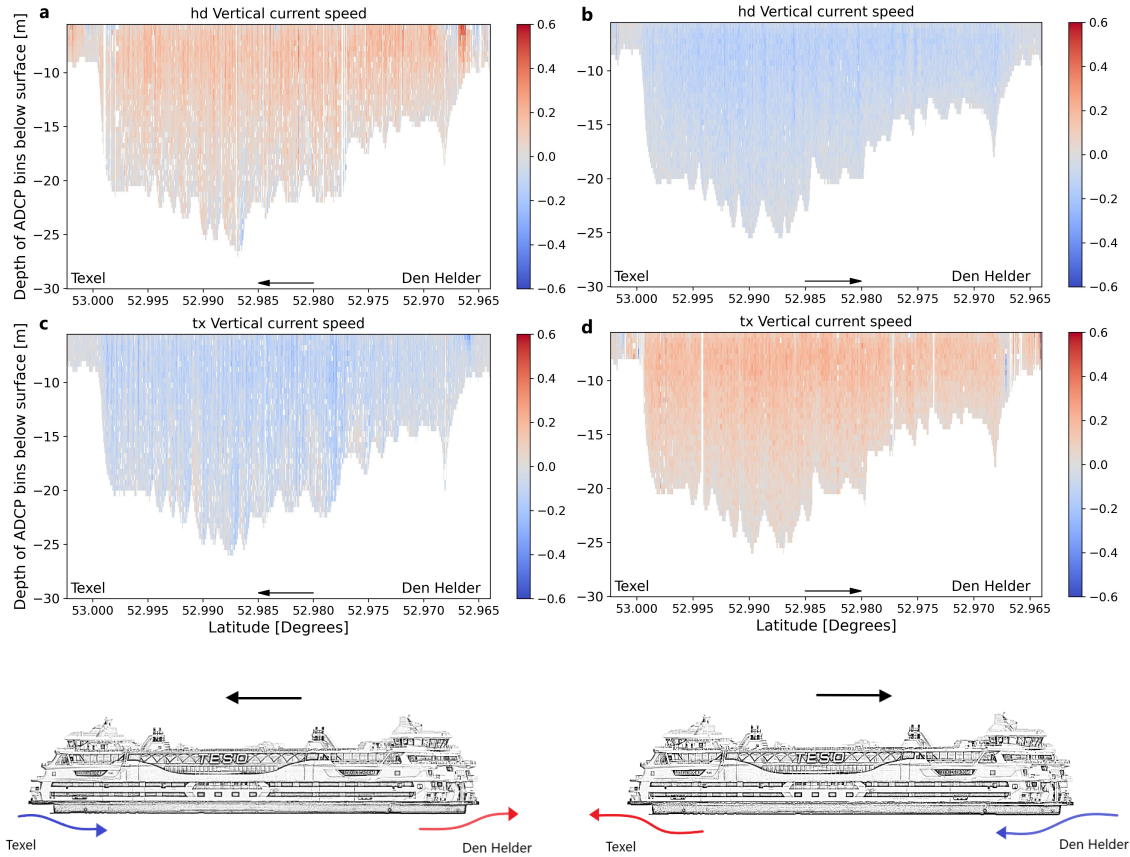 a
hd Vertical current speed
b
hd Vertical current speed
Depth of ADCP bins below surface [m]
−10
−15
−20
−25
−30
Texel
Den Helder
53.000 52.995 52.990 52.985 52.980 52.975 52.970 52.965
0.6
0.4
0.2
0.0
−0.2
−0.4
−0.6
−10
−15
−20
−25
−30
Texel
Den Helder
53.000 52.995 52.990 52.985 52.980 52.975 52.970 52.965
0.6
0.4
0.2
0.0
−0.2
−0.4
−0.6
c
tx Vertical current speed
d
tx Vertical current speed
Depth of ADCP bins below surface [m]
−10
−15
−20
−25
−30
Texel
Den Helder
53.000 52.995 52.990 52.985 52.980 52.975 52.970 52.965
Latitude [Degrees]
0.6
0.4
0.2
0.0
−0.2
−0.4
−0.6
−10
−15
−20
−25
−30
Texel
Den Helder
53.000 52.995 52.990 52.985 52.980 52.975 52.970 52.965
Latitude [Degrees]
0.6
0.4
0.2
0.0
−0.2
−0.4
−0.6
TESO
TESO
Texel
Den Helder
Texel
Den Helder